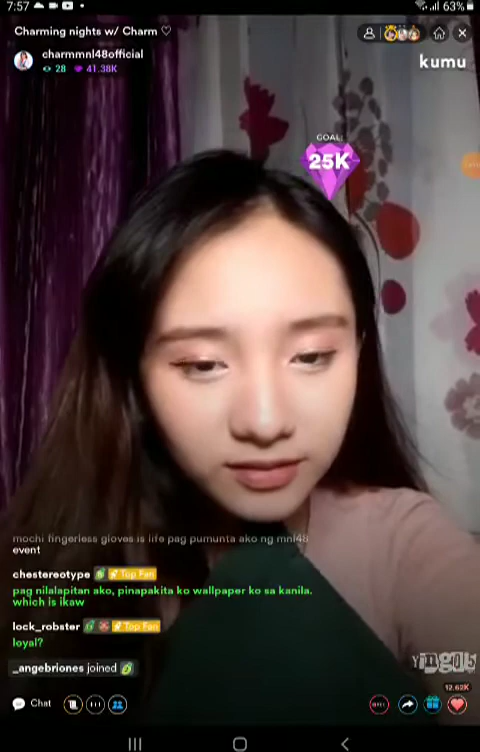 7:57
63%
Charming nights w/ Charm ♡
charmmnl48official
28 41.38K
kumu
GOAL:
25K
mochi fingerless gloves is life pag pumunta ako ng mnl48
event
chestereotype Top Fan
pag nilalapitan ako, pinapakita ko wallpaper ko sa kanila.
which is ikaw
lock_robster Top Fan
loyal?
_angebriones joined
12.62K
Chat